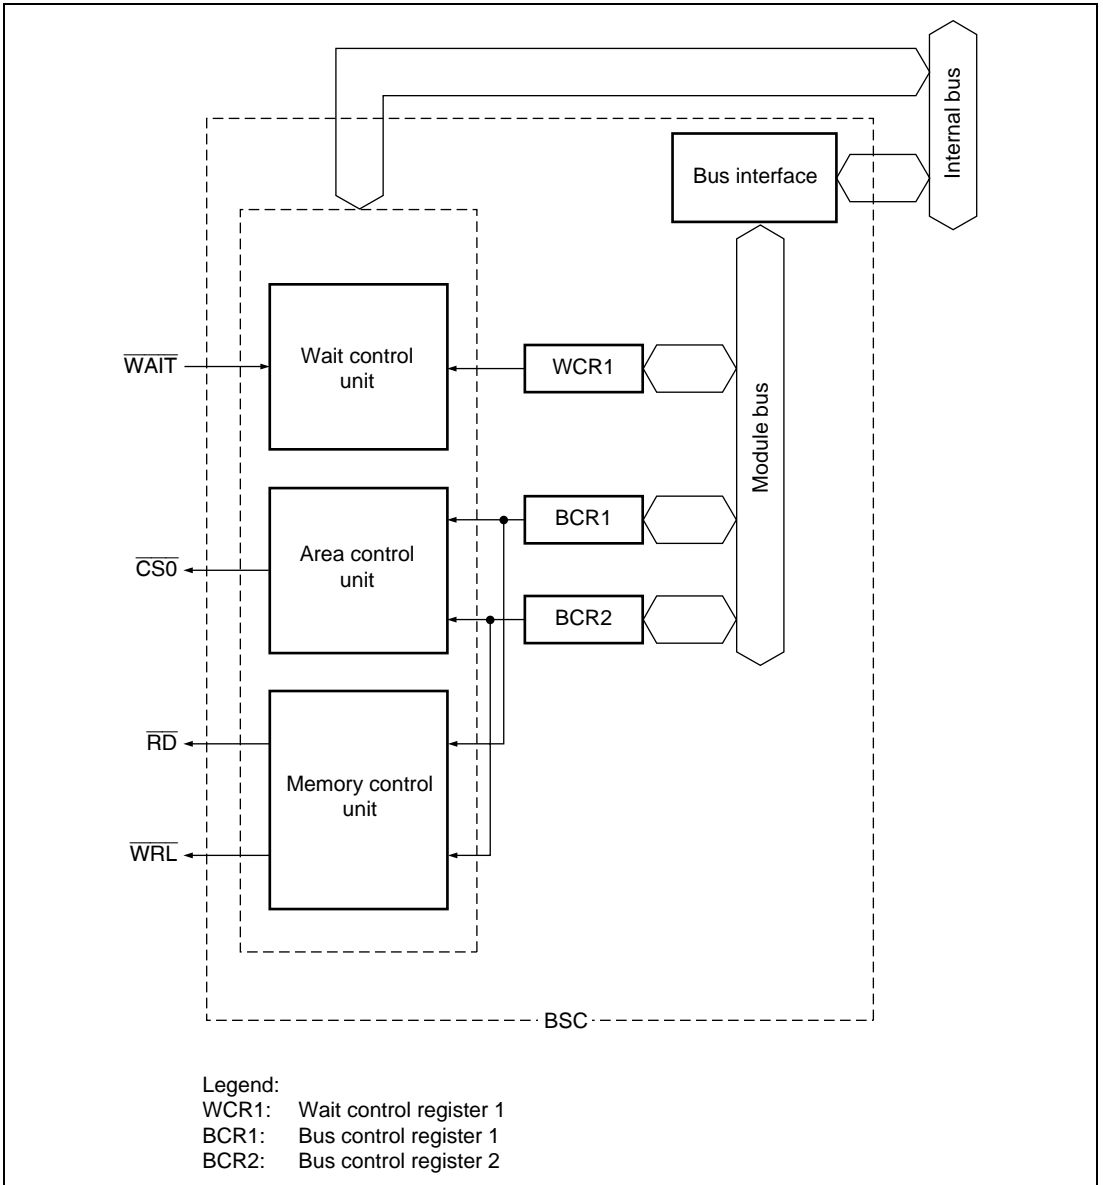 Internal bus
Bus interface
Wait control
unit
WAIT
WCR1
Module bus
Area control
unit
BCR1
CS0
BCR2
RD
Memory control
unit
WRL
BSC
Legend:
WCR1: Wait control register 1
BCR1: Bus control register 1
BCR2: Bus control register 2